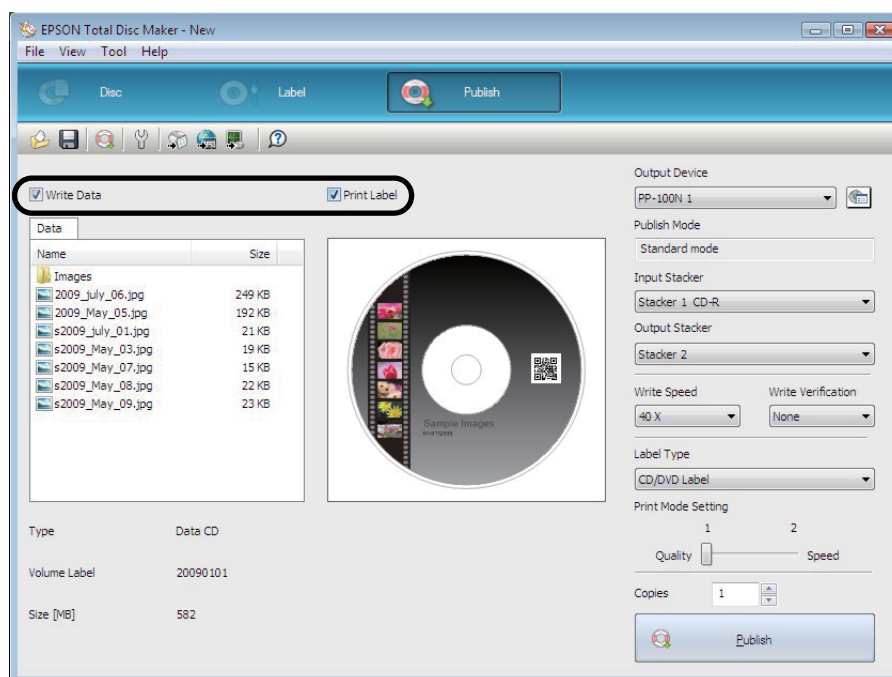 EPSON Total Disc Maker - New
File View Tool Help
Disc
Label
Publish
Write Data
Print Label
Data
Name Size
Images
2009_july_06.jpg 249 KB
2009_May_05.jpg 192 KB
s2009_july_01.jpg 21 KB
s2009_May_03.jpg 19 KB
s2009_May_07.jpg 15 KB
s2009_May_08.jpg 22 KB
s2009_May_09.jpg 23 KB
Sample Images
Type Data CD
Volume Label 20090101
Size [MB] 582
Output Device
PP-100N 1
Publish Mode
Standard mode
Input Stacker
Stacker 1 CD-R
Output Stacker
Stacker 2
Write Speed Write Verification
40 X None
Label Type
CD/DVD Label
Print Mode Setting
1 2
Quality Speed
Copies 1
Publish